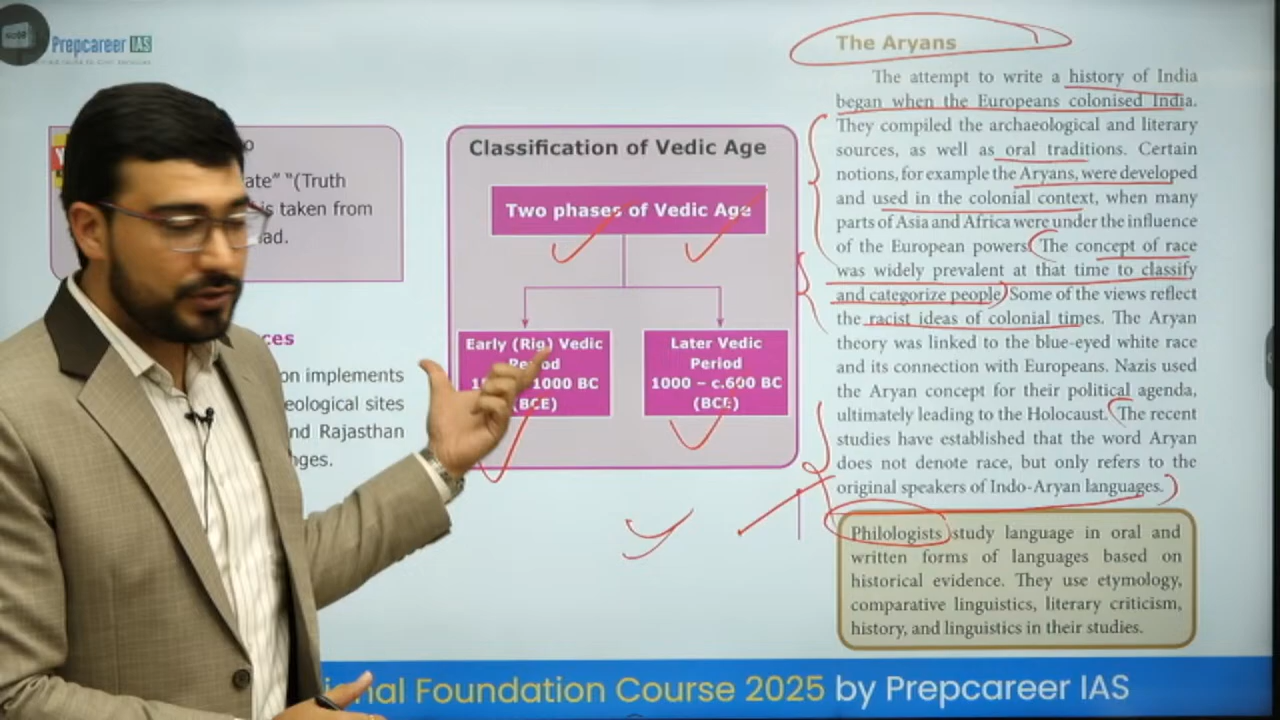 Prepcareer IAS
ate” “(Truth
is taken from
ad.
ces
on implements
eological sites
nd Rajasthan
nges.
Classification of Vedic Age
Two phases of Vedic Age
Early (Rig) Vedic
Period
1000 BC
(BCE)
Later Vedic
Period
1000 – c.600 BC
(BCE)
The Aryans
The attempt to write a history of India
began when the Europeans colonised India.
They compiled the archaeological and literary
sources, as well as oral traditions. Certain
notions, for example the Aryans, were developed
and used in the colonial context, when many
parts of Asia and Africa were under the influence
of the European powers. The concept of race
was widely prevalent at that time to classify
and categorize people. Some of the views reflect
the racist ideas of colonial times. The Aryan
theory was linked to the blue-eyed white race
and its connection with Europeans. Nazis used
the Aryan concept for their political agenda,
ultimately leading to the Holocaust. The recent
studies have established that the word Aryan
does not denote race, but only refers to the
original speakers of Indo-Aryan languages.
Philologists study language in oral and
written forms of languages based on
historical evidence. They use etymology,
comparative linguistics, literary criticism,
history, and linguistics in their studies.
nal Foundation Course 2025 by Prepcareer IAS